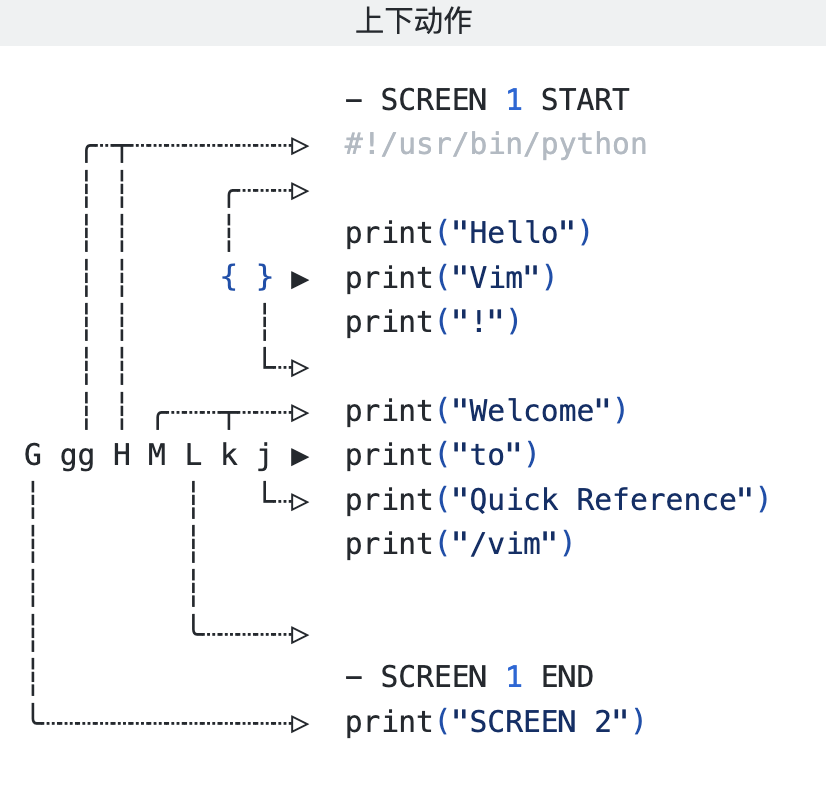 上下动作
- SCREEN 1 START
#!/usr/bin/python
print("Hello")
{ } ▶ print("Vim")
print("!")
print("Welcome")
G gg H M L k j ▶ print("to")
print("Quick Reference")
print("/vim")
- SCREEN 1 END
print("SCREEN 2")